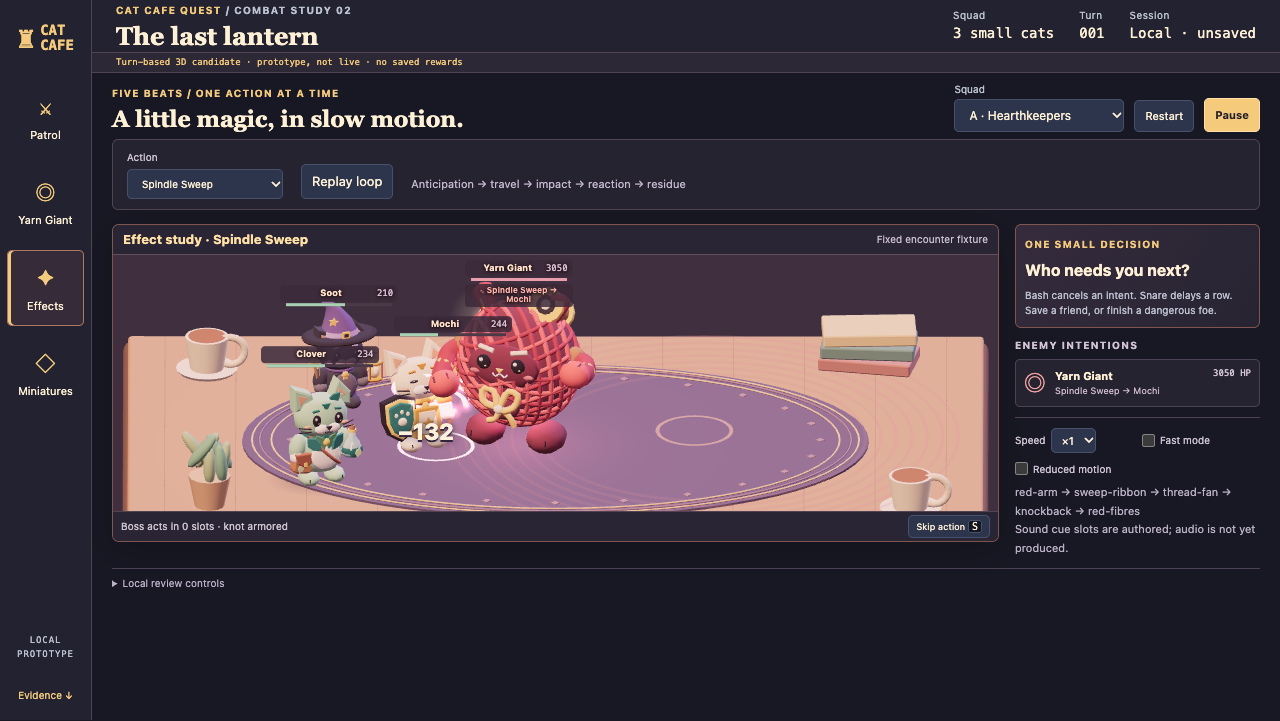 CAT
CAFE
Patrol
Yarn Giant
Effects
Miniatures
LOCAL
PROTOTYPE
Evidence ↓
CAT CAFE QUEST / COMBAT STUDY 02
The last lantern
Squad
3 small cats
Turn
001
Session
Local · unsaved
Turn-based 3D candidate · prototype, not live · no saved rewards
FIVE BEATS / ONE ACTION AT A TIME
A little magic, in slow motion.
Squad
A · Hearthkeepers
Restart
Pause
Action
Spindle Sweep
Replay loop
Anticipation → travel → impact → reaction → residue
Effect study · Spindle Sweep
Fixed encounter fixture
Yarn Giant 3050
Spindle Sweep →
Mochi
Soot 210
Mochi 244
Clover 234
−132
Boss acts in 0 slots · knot armored
Skip action S
ONE SMALL DECISION
Who needs you next?
Bash cancels an intent. Snare delays a row.
Save a friend, or finish a dangerous foe.
ENEMY INTENTIONS
Yarn Giant
3050 HP
Spindle Sweep → Mochi
Speed
×1
Fast mode
Reduced motion
red-arm → sweep-ribbon → thread-fan →
knockback → red-fibres
Sound cue slots are authored; audio is not yet
produced.
Local review controls